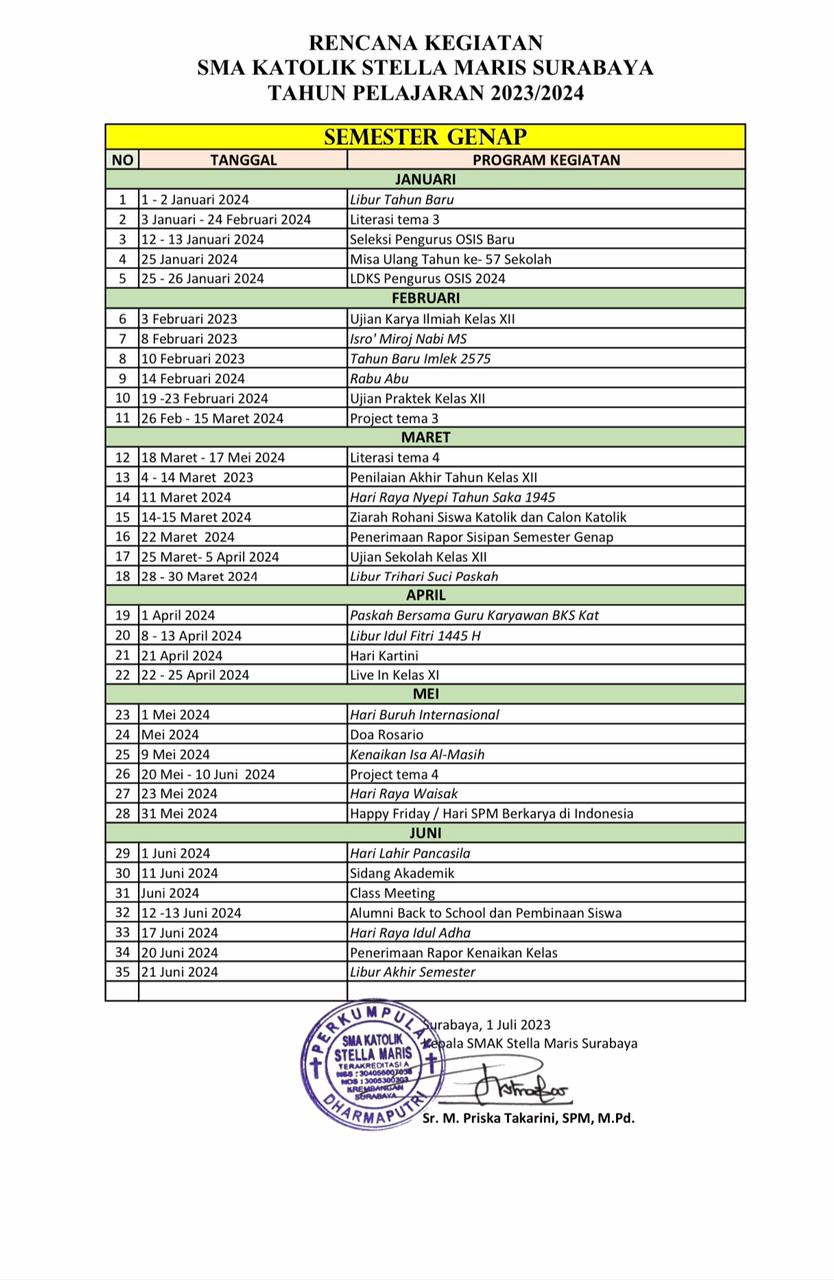 RENCANA KEGIATAN
SMA KATOLIK STELLA MARIS SURABAYA
TAHUN PELAJARAN 2023/2024
SEMESTER GENAP
NO TANGGAL PROGRAM KEGIATAN
JANUARI
1 1 - 2 Januari 2024 Libur Tahun Baru
2 3 Januari - 24 Februari 2024 Literasi tema 3
3 12 - 13 Januari 2024 Seleksi Pengurus OSIS Baru
4 25 Januari 2024 Misa Ulang Tahun ke- 57 Sekolah
5 25 - 26 Januari 2024 LDKS Pengurus OSIS 2024
FEBRUARI
6 3 Februari 2023 Ujian Karya Ilmiah Kelas XII
7 8 Februari 2023 Isro' Miroj Nabi MS
8 10 Februari 2023 Tahun Baru Imlek 2575
9 14 Februari 2024 Rabu Abu
10 19 -23 Februari 2024 Ujian Praktek Kelas XII
11 26 Feb - 15 Maret 2024 Project tema 3
MARET
12 18 Maret - 17 Mei 2024 Literasi tema 4
13 4 - 14 Maret 2023 Penilaian Akhir Tahun Kelas XII
14 11 Maret 2024 Hari Raya Nyepi Tahun Saka 1945
15 14-15 Maret 2024 Ziarah Rohani Siswa Katolik dan Calon Katolik
16 22 Maret 2024 Penerimaan Rapor Sisipan Semester Genap
17 25 Maret- 5 April 2024 Ujian Sekolah Kelas XII
18 28 - 30 Maret 2024 Libur Trihari Suci Paskah
APRIL
19 1 April 2024 Paskah Bersama Guru Karyawan BKS Kat
20 8 - 13 April 2024 Libur Idul Fitri 1445 H
21 21 April 2024 Hari Kartini
22 22 - 25 April 2024 Live In Kelas XI
MEI
23 1 Mei 2024 Hari Buruh Internasional
24 Mei 2024 Doa Rosario
25 9 Mei 2024 Kenaikan Isa Al-Masih
26 20 Mei - 10 Juni 2024 Project tema 4
27 23 Mei 2024 Hari Raya Waisak
28 31 Mei 2024 Happy Friday / Hari SPM Berkarya di Indonesia
JUNI
29 1 Juni 2024 Hari Lahir Pancasila
30 11 Juni 2024 Sidang Akademik
31 Juni 2024 Class Meeting
32 12 -13 Juni 2024 Alumni Back to School dan Pembinaan Siswa
33 17 Juni 2024 Hari Raya Idul Adha
34 20 Juni 2024 Penerimaan Rapor Kenaikan Kelas
35 21 Juni 2024 Libur Akhir Semester
Surabaya, 1 Juli 2023
Kepala SMAK Stella Maris Surabaya
PERKUMPULAN
SMA KATOLIK
STELLA MARIS
TERAKREDITASI A
KREMBANGAN
SURABAYA
DHARMAPUTRI
Sr. M. Priska Takarini, SPM, M.Pd.